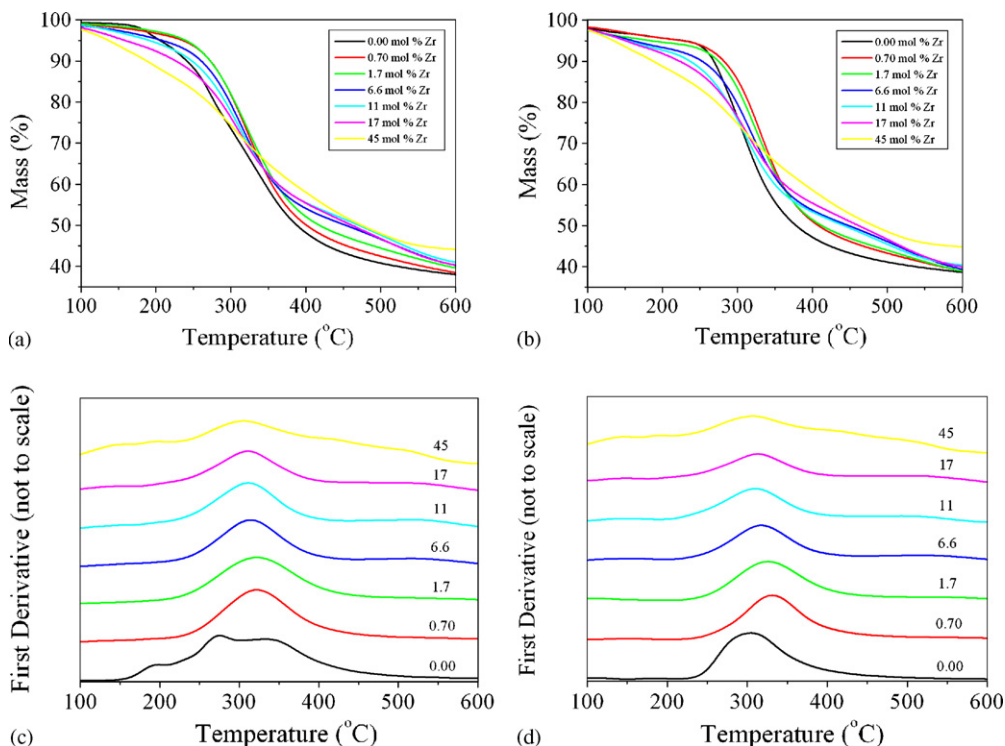 100
90
80
70
60
50
40
Mass (%)
0.00 mol % Zr
0.70 mol % Zr
1.7 mol % Zr
6.6 mol % Zr
11 mol % Zr
17 mol % Zr
45 mol % Zr
100 200 300 400 500 600
Temperature (°C)
(a)
100
90
80
70
60
50
40
Mass (%)
0.00 mol % Zr
0.70 mol % Zr
1.7 mol % Zr
6.6 mol % Zr
11 mol % Zr
17 mol % Zr
45 mol % Zr
100 200 300 400 500 600
Temperature (°C)
(b)
First Derivative (not to scale)
45
17
11
6.6
1.7
0.70
0.00
100 200 300 400 500 600
Temperature (°C)
(c)
First Derivative (not to scale)
45
17
11
6.6
1.7
0.70
0.00
100 200 300 400 500 600
Temperature (°C)
(d)